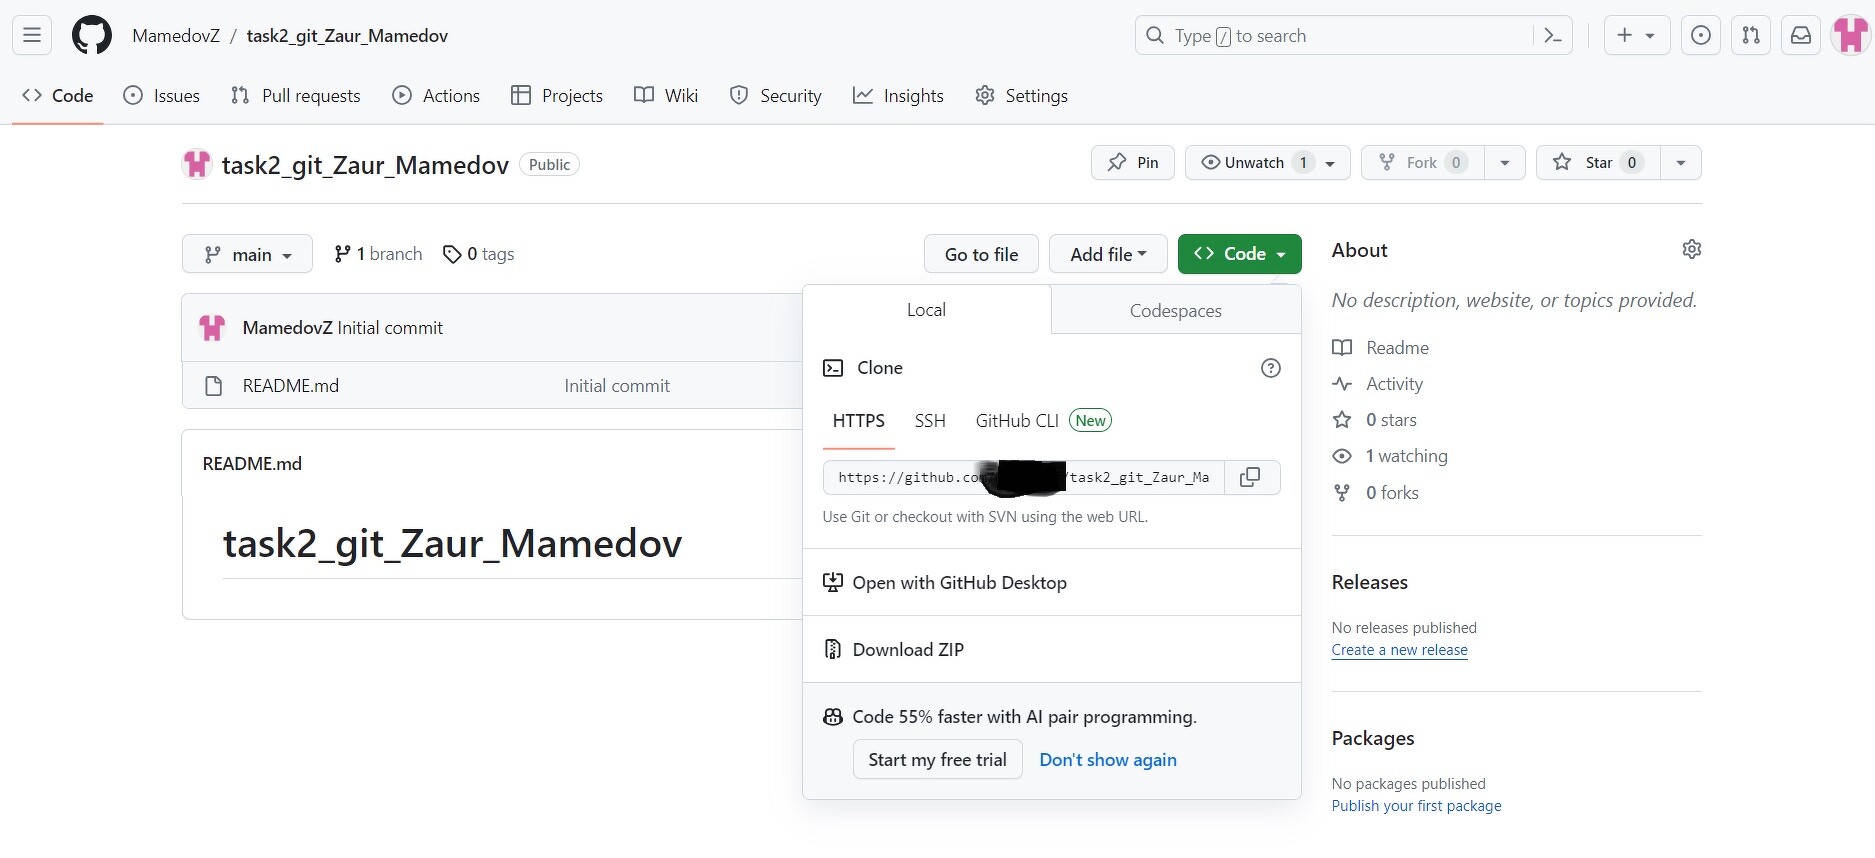 MamedovZ / task2_git_Zaur_Mamedov
Type / to search
Code Issues Pull requests Actions Projects Wiki Security Insights Settings
task2_git_Zaur_Mamedov Public
Pin Unwatch 1 Fork 0 Star 0
main 1 branch 0 tags
Go to file Add file Code
MamedovZ Initial commit
README.md Initial commit
README.md
task2_git_Zaur_Mamedov
Local Codespaces
Clone
HTTPS SSH GitHub CLI New
https://github.co /task2_git_Zaur_Ma
Use Git or checkout with SVN using the web URL.
Open with GitHub Desktop
Download ZIP
Code 55% faster with AI pair programming.
Start my free trial Don't show again
About
No description, website, or topics provided.
Readme
Activity
0 stars
1 watching
0 forks
Releases
No releases published
Create a new release
Packages
No packages published
Publish your first package